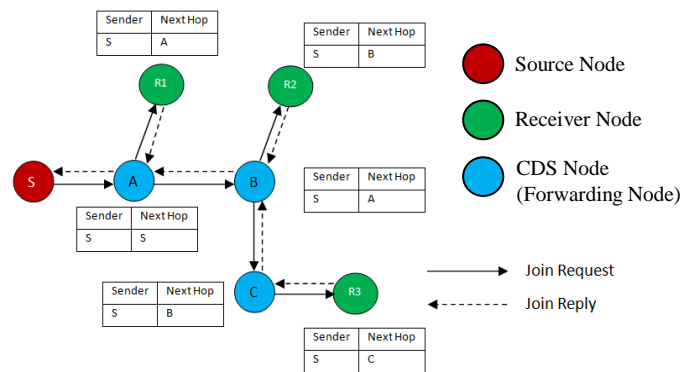 Sender Next Hop
S A
Sender Next Hop
S B
R1
R2
Source Node
Receiver Node
CDS Node
(Forwarding Node)
S
A
B
Sender Next Hop
S A
Sender Next Hop
S S
Join Request
Join Reply
Sender Next Hop
S B
C
R3
Sender Next Hop
S C